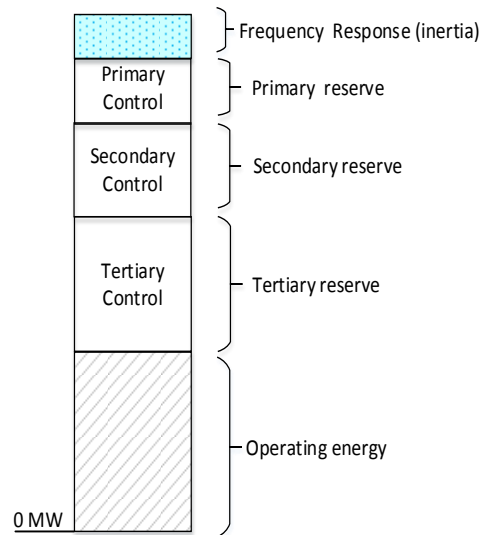 Frequency Response (inertia)
Primary
Control
Primary reserve
Secondary
Control
Secondary reserve
Tertiary
Control
Tertiary reserve
Operating energy
0 MW